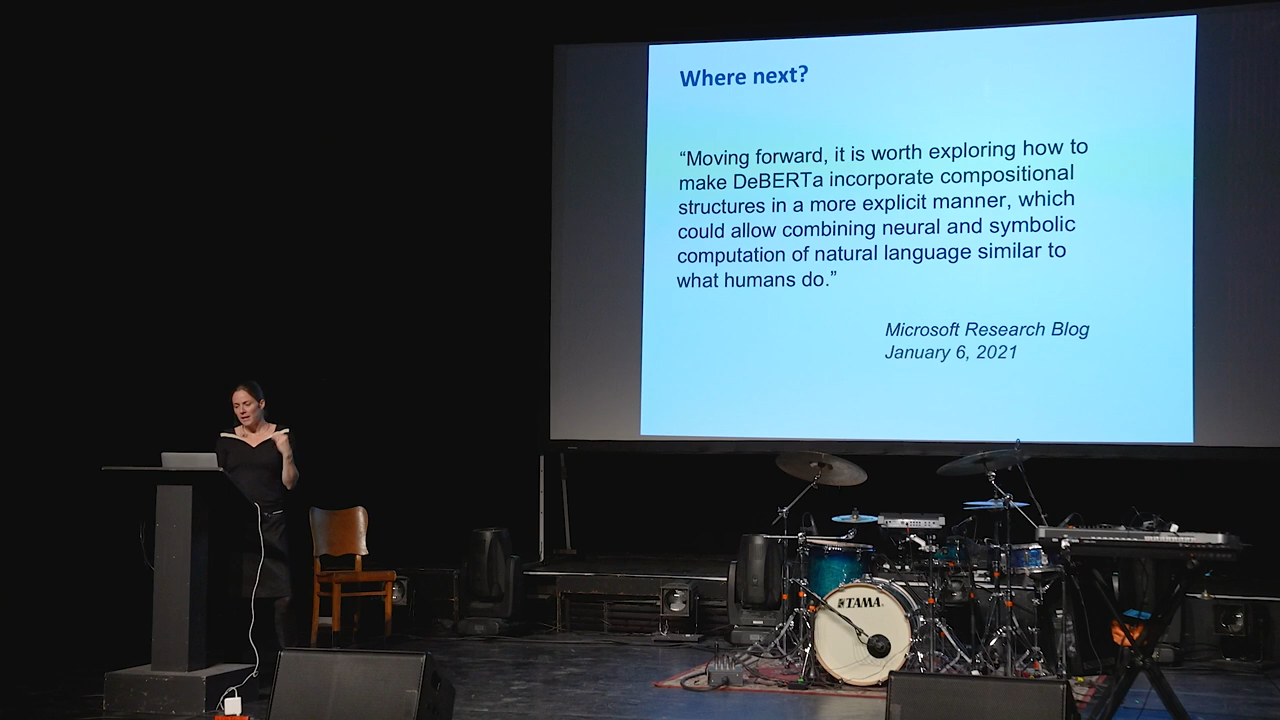 Where next?
“Moving forward, it is worth exploring how to
make DeBERTa incorporate compositional
structures in a more explicit manner, which
could allow combining neural and symbolic
computation of natural language similar to
what humans do.”
Microsoft Research Blog
January 6, 2021
TAMA